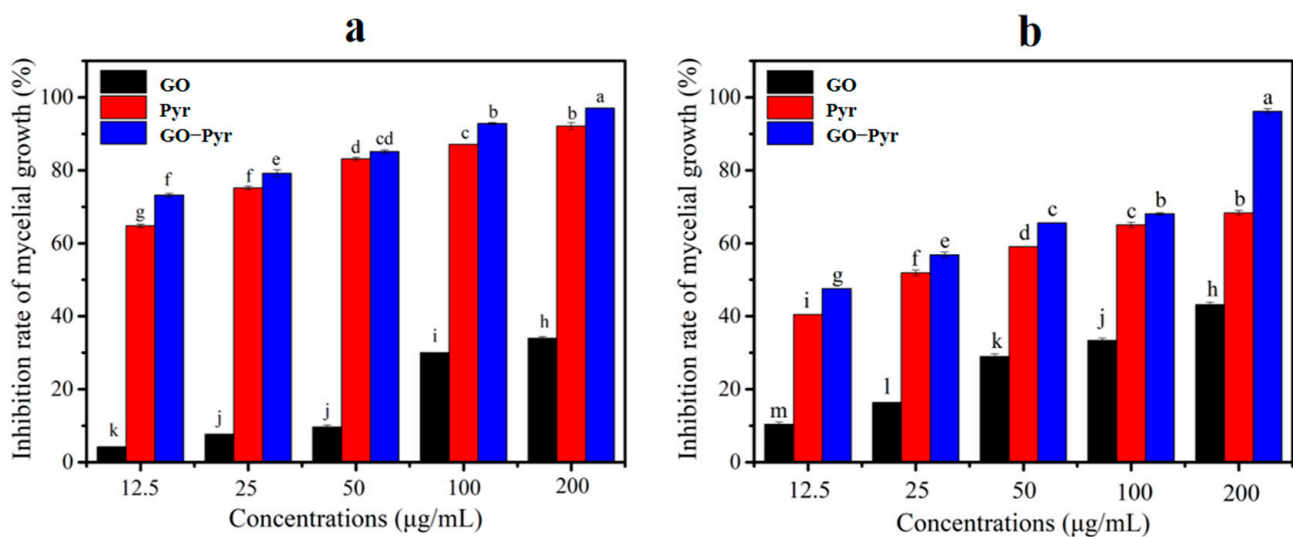 a
Inhibition rate of mycelial growth (%)
100
80
60
40
20
0
GO
Pyr
GO−Pyr
k
g
f
j
f
e
j
d
cd
i
c
b
h
b
a
12.5
25
50
100
200
Concentrations (μg/mL)
b
Inhibition rate of mycelial growth (%)
100
80
60
40
20
0
GO
Pyr
GO−Pyr
m
i
g
l
f
e
k
d
c
j
c
b
h
b
a
12.5
25
50
100
200
Concentrations (μg/mL)